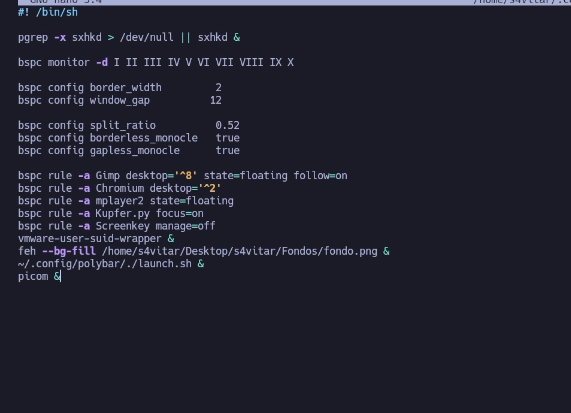 GNU nano 5.4 /home/s4vitar/.c
#! /bin/sh
pgrep -x sxhkd > /dev/null || sxhkd &
bspc monitor -d I II III IV V VI VII VIII IX X
bspc config border_width 2
bspc config window_gap 12
bspc config split_ratio 0.52
bspc config borderless_monocle true
bspc config gapless_monocle true
bspc rule -a Gimp desktop='^8' state=floating follow=on
bspc rule -a Chromium desktop='^2'
bspc rule -a mplayer2 state=floating
bspc rule -a Kupfer.py focus=on
bspc rule -a Screenkey manage=off
vmware-user-suid-wrapper &
feh --bg-fill /home/s4vitar/Desktop/s4vitar/Fondos/fondo.png &
~/.config/polybar/./launch.sh &
picom &